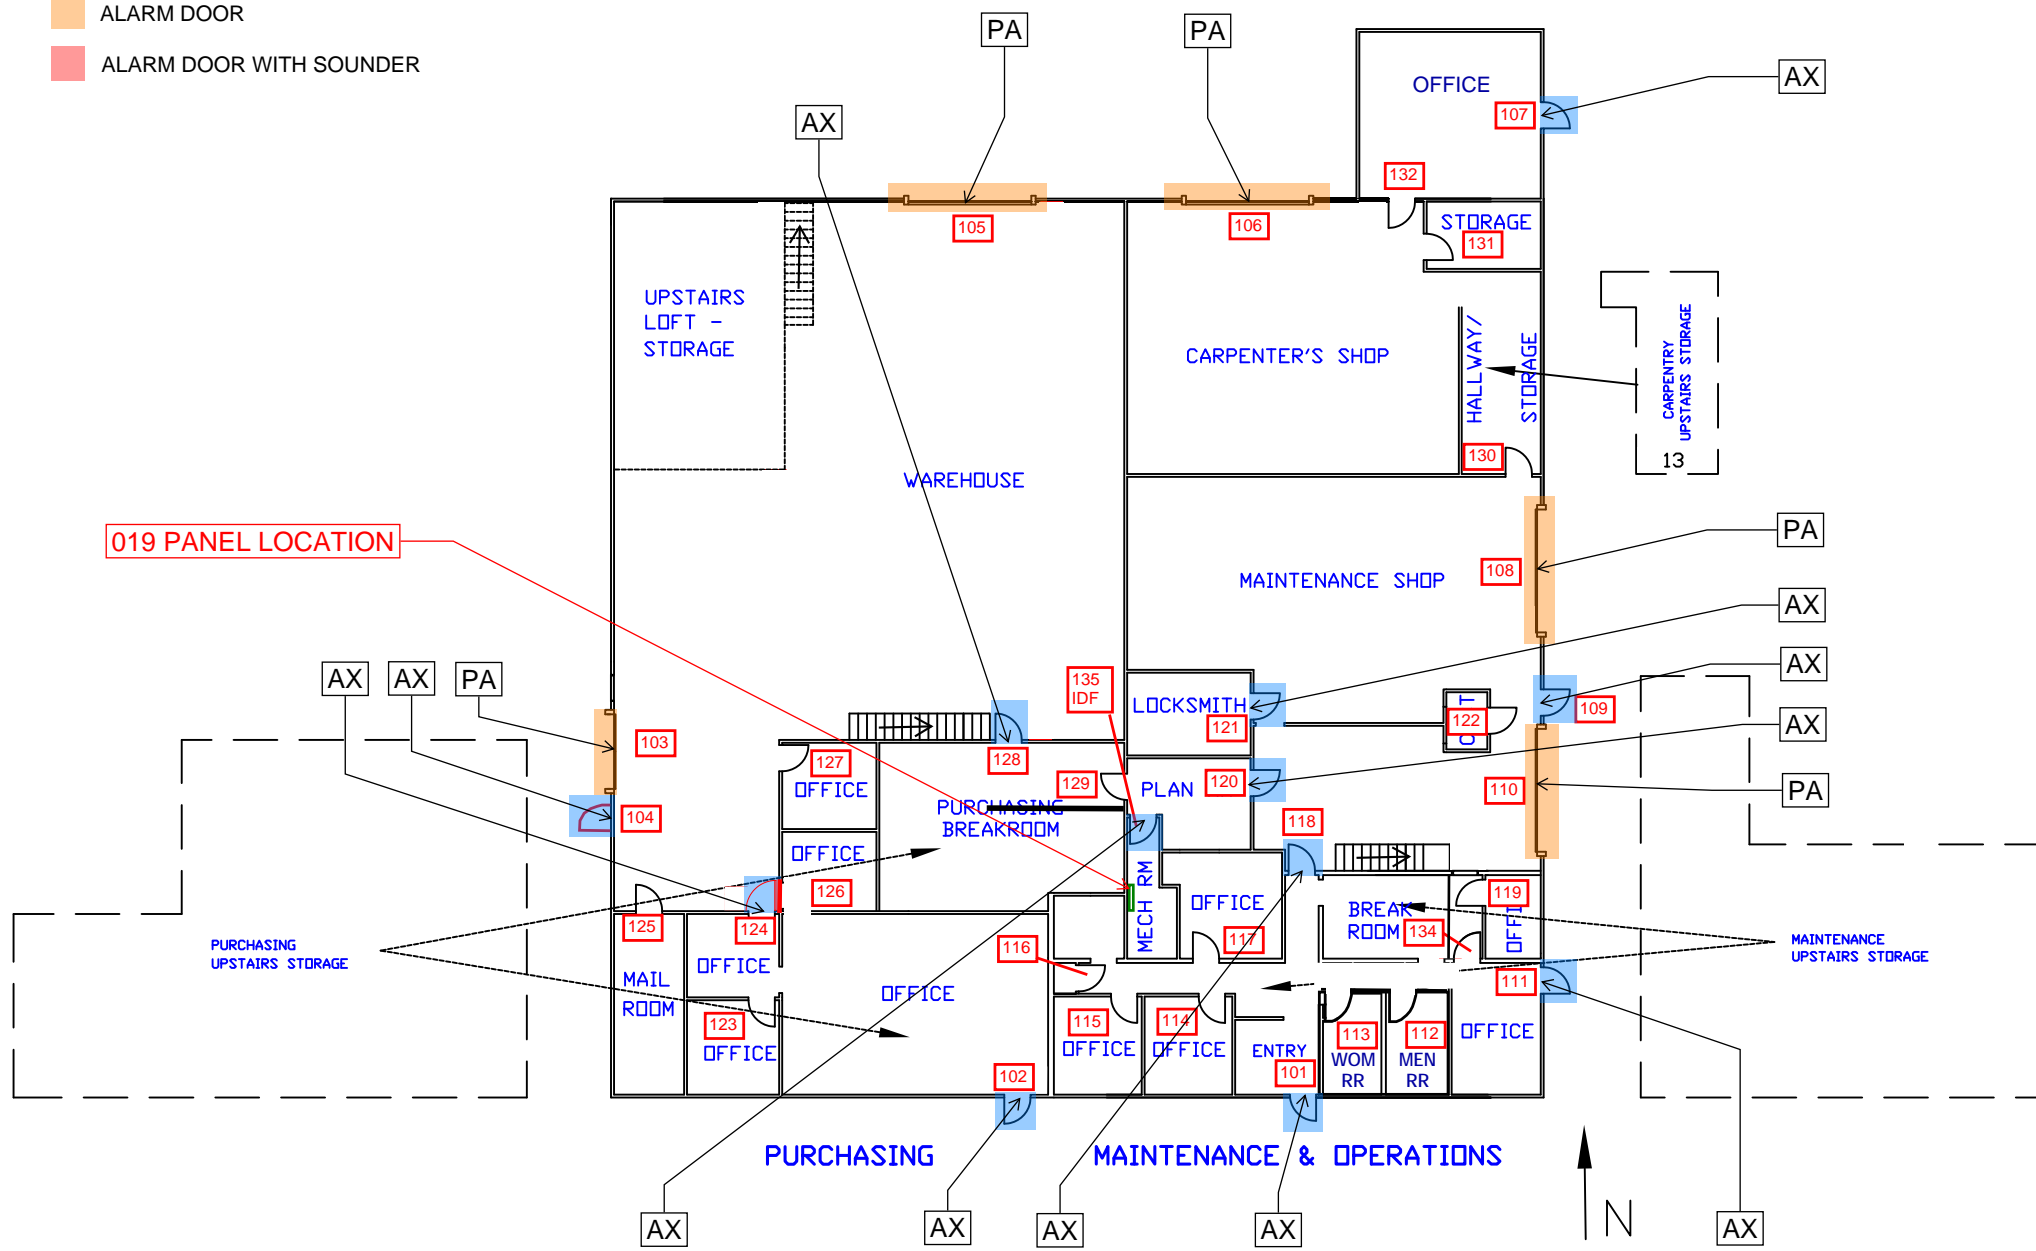 ALARM DOOR
ALARM DOOR WITH SOUNDER
PA
PA
AX
AX
OFFICE
107
132
105
106
STORAGE
131
UPSTAIRS
LOFT -
STORAGE
CARPENTER'S SHOP
HALLWAY/
STORAGE
CARPENTRY
UPSTAIRS STORAGE
13
130
WAREHOUSE
019 PANEL LOCATION
MAINTENANCE SHOP
108
PA
AX
AX
AX
PA
AX
AX
PA
135
IDF
LOCKSMITH
121
122
109
103
128
127
OFFICE
129
PLAN
120
110
104
PURCHASING
BREAKROOM
118
OFFICE
126
MECH RM
OFFICE
117
BREAK
ROOM
134
119
OFFI
125
124
116
PURCHASING
UPSTAIRS STORAGE
MAINTENANCE
UPSTAIRS STORAGE
MAIL
ROOM
OFFICE
OFFICE
111
123
OFFICE
115
OFFICE
114
OFFICE
ENTRY
101
113
WOM
RR
112
MEN
RR
OFFICE
102
PURCHASING
MAINTENANCE & OPERATIONS
AX
AX
AX
AX
AX
N